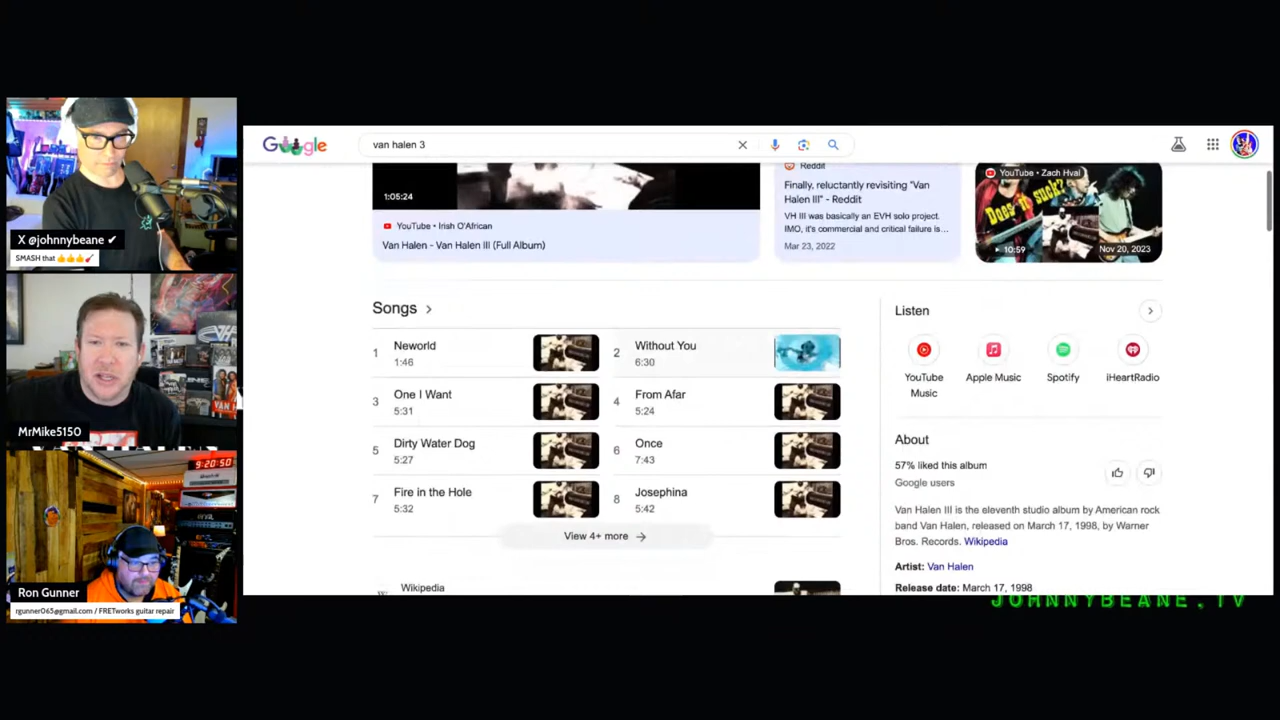 X @johnnybeane ✔
SMASH that 👍👍👍🎸
MrMike5150
9:20:50
Ron Gunner
rgunner065@gmail.com / FRETworks guitar repair
Google
van halen 3
1:05:24
YouTube • Irish O'African
Van Halen - Van Halen III (Full Album)
Reddit
Finally, reluctantly revisiting "Van
Halen III" - Reddit
VH III was basically an EVH solo project.
IMO, it's commercial and critical failure is...
Mar 23, 2022
YouTube • Zach Hval
Does it suck?
10:59
Nov 20, 2023
Songs
1 Neworld
1:46
2 Without You
6:30
3 One I Want
5:31
4 From Afar
5:24
5 Dirty Water Dog
5:27
6 Once
7:43
7 Fire in the Hole
5:32
8 Josephina
5:42
View 4+ more →
Wikipedia
Listen
YouTube
Music
Apple Music
Spotify
iHeartRadio
About
57% liked this album
Google users
Van Halen III is the eleventh studio album by American rock
band Van Halen, released on March 17, 1998, by Warner
Bros. Records. Wikipedia
Artist: Van Halen
Release date: March 17, 1998
JOHNNYBEANE.TV